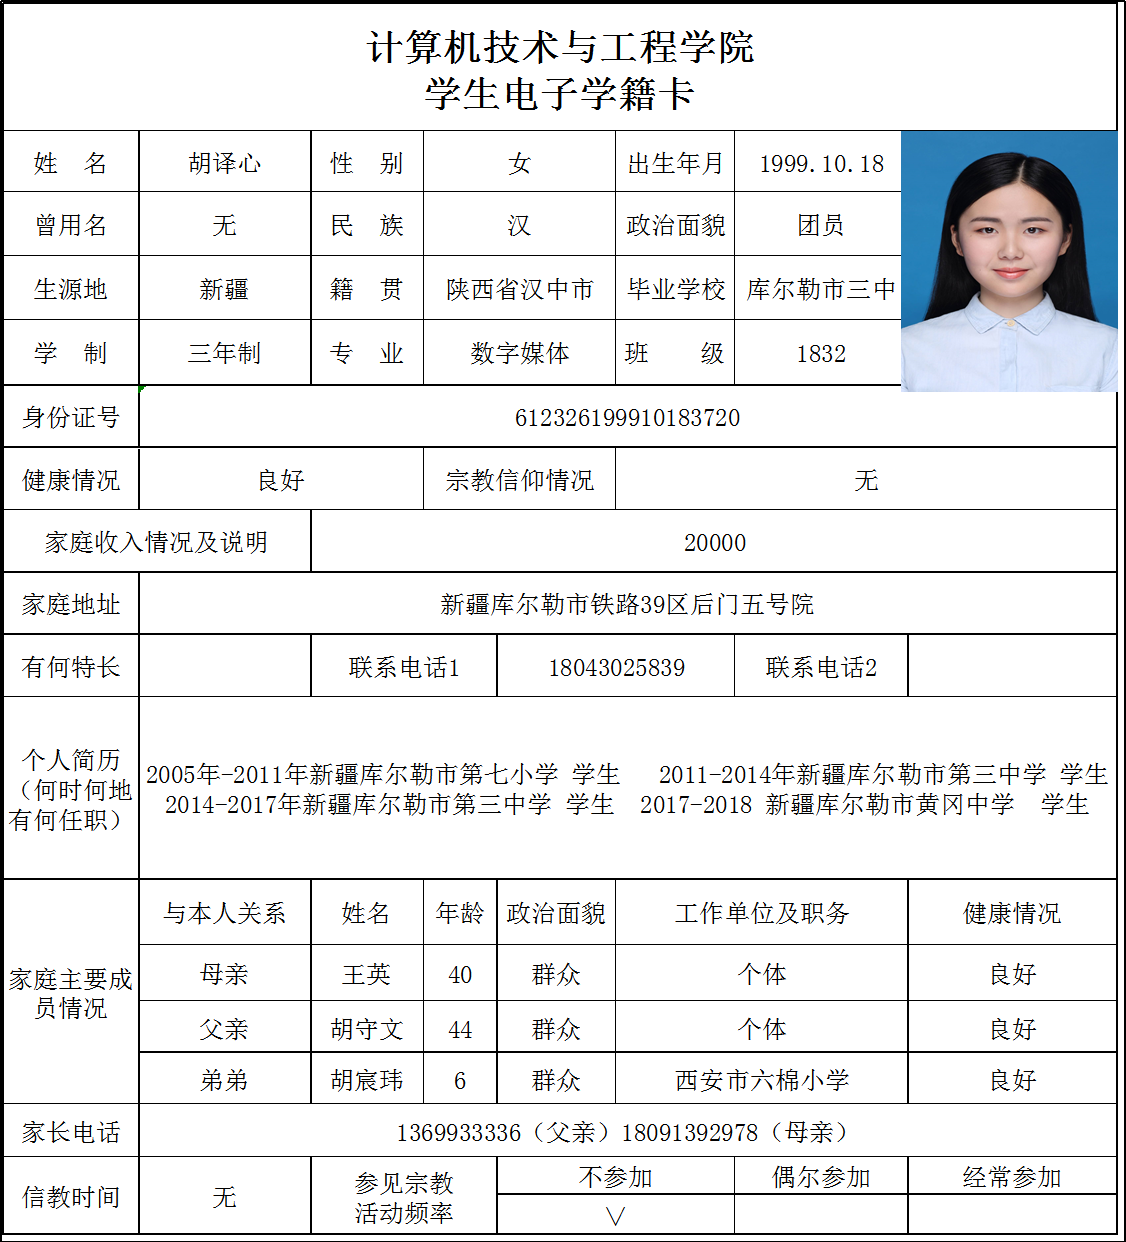 计算机技术与工程学院
学生电子学籍卡
姓 名 胡译心 性 别 女 出生年月 1999.10.18
曾用名 无 民 族 汉 政治面貌 团员
生源地 新疆 籍 贯 陕西省汉中市 毕业学校 库尔勒市三中
学 制 三年制 专 业 数字媒体 班 级 1832
身份证号 612326199910183720
健康情况 良好 宗教信仰情况 无
家庭收入情况及说明 20000
家庭地址 新疆库尔勒市铁路39区后门五号院
有何特长 联系电话1 18043025839 联系电话2
个人简历
（何时何地
有何任职）
2005年-2011年新疆库尔勒市第七小学 学生 2011-2014年新疆库尔勒市第三中学 学生
2014-2017年新疆库尔勒市第三中学 学生 2017-2018 新疆库尔勒市黄冈中学 学生
家庭主要成
员情况
与本人关系 姓名 年龄 政治面貌 工作单位及职务 健康情况
母亲 王英 40 群众 个体 良好
父亲 胡守文 44 群众 个体 良好
弟弟 胡宸玮 6 群众 西安市六棉小学 良好
家长电话 1369933336（父亲）18091392978（母亲）
信教时间 无
参见宗教
活动频率
不参加 偶尔参加 经常参加
√